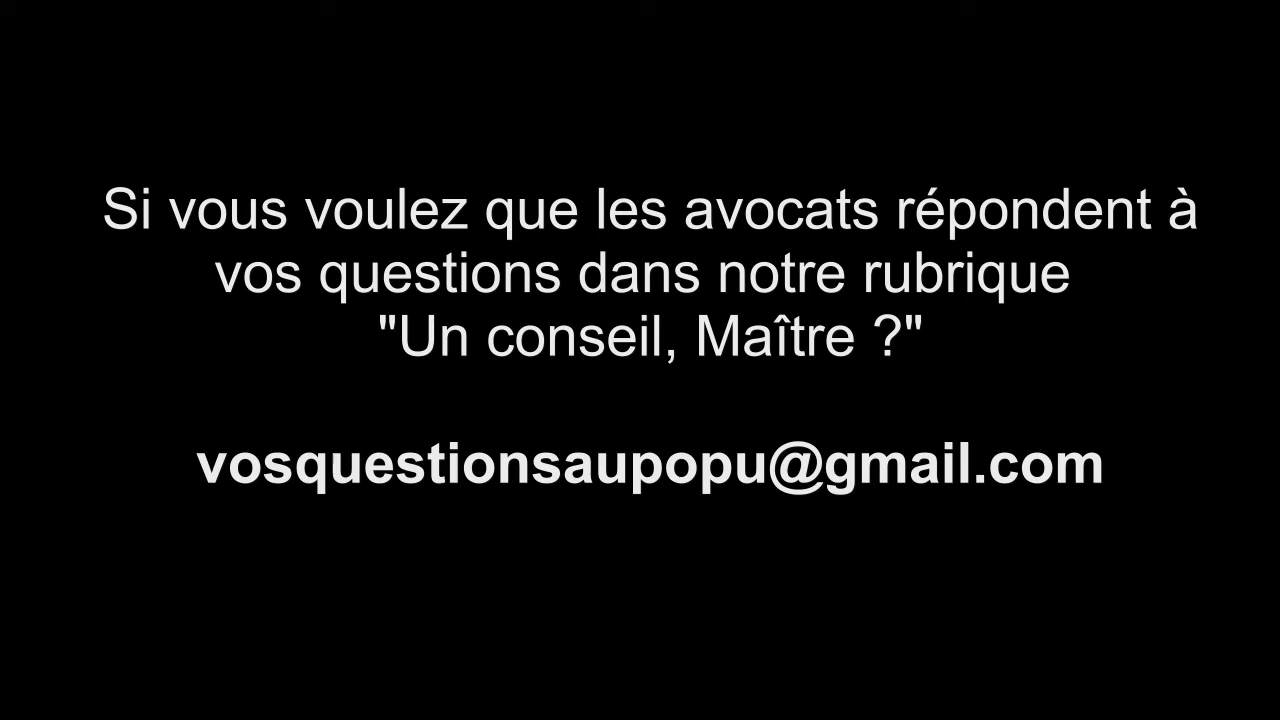 Si vous voulez que les avocats répondent à
vos questions dans notre rubrique
"Un conseil, Maître ?"
vosquestionsaupopu@gmail.com